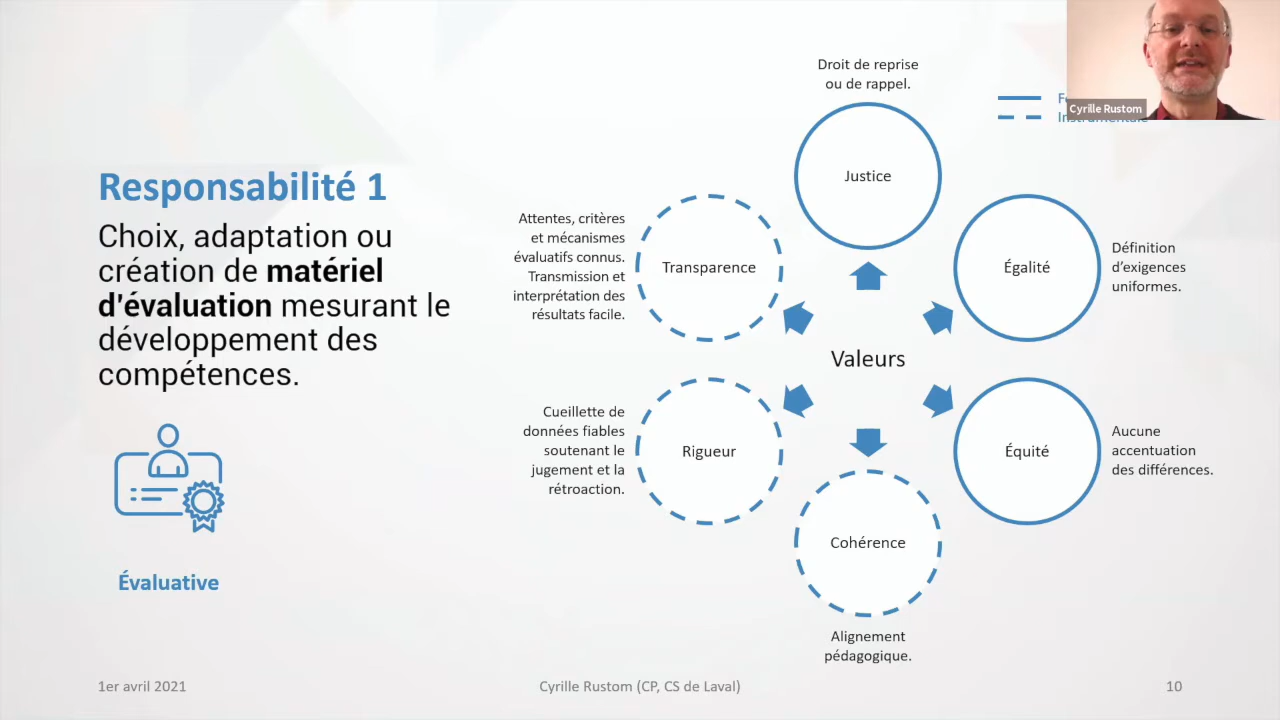 Responsabilité 1
Choix, adaptation ou
création de matériel
d'évaluation mesurant le
développement des
compétences.
Évaluative
Droit de reprise
ou de rappel.
Justice
Attentes, critères
et mécanismes
évaluatifs connus.
Transmission et
interprétation des
résultats facile.
Transparence
Égalité
Définition
d’exigences
uniformes.
Valeurs
Cueillette de
données fiables
soutenant le
jugement et la
rétroaction.
Rigueur
Équité
Aucune
accentuation
des différences.
Cohérence
Alignement
pédagogique.
Cyrille Rustom
1er avril 2021
Cyrille Rustom (CP, CS de Laval)
10